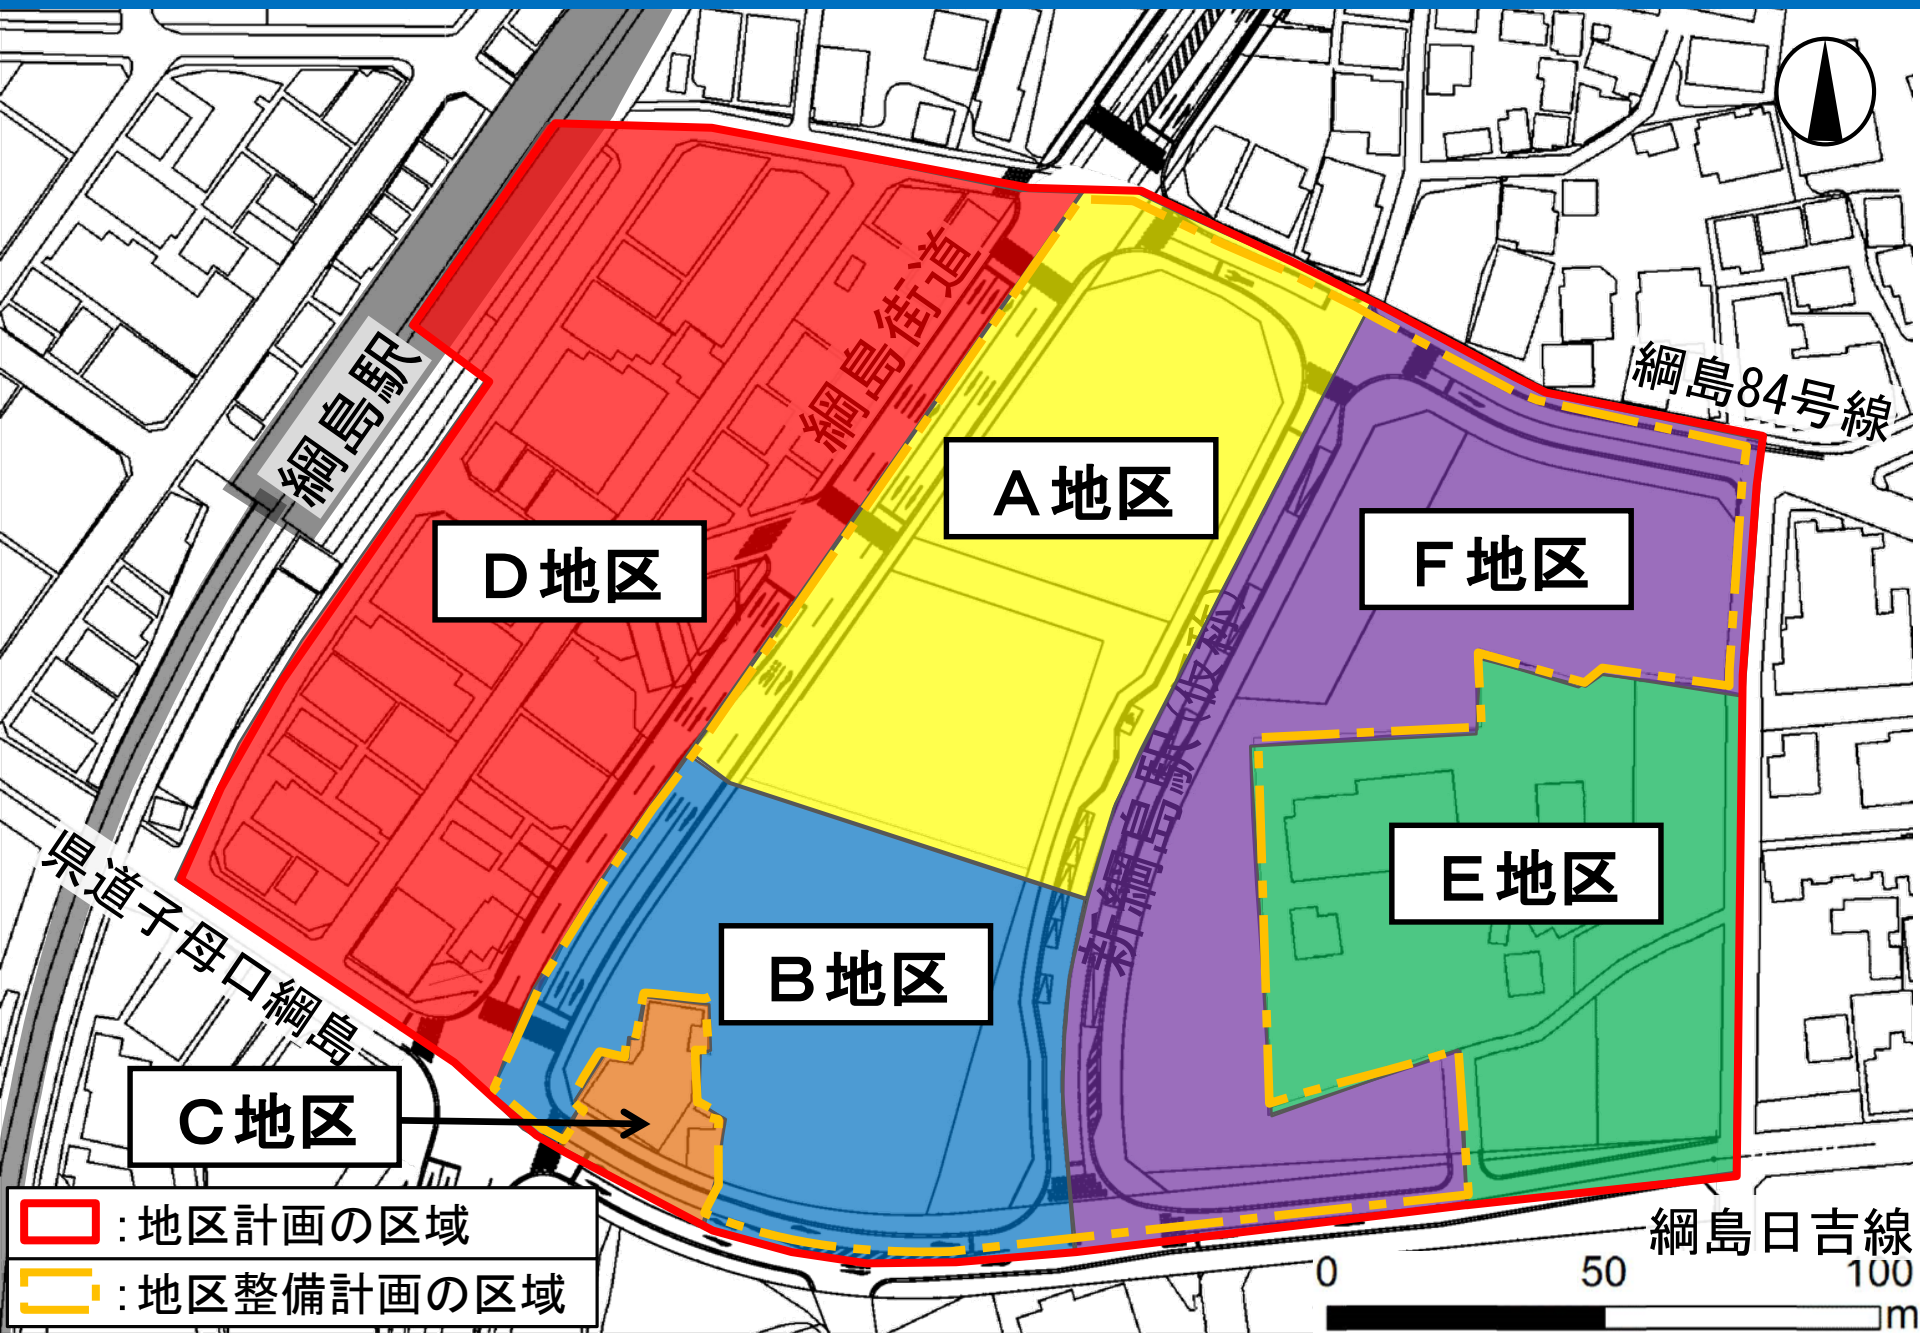 綱島駅
綱島街道
綱島84号線
A地区
D地区
F地区
新綱島駅(仮称)
E地区
B地区
県道子母口綱島
C地区
:地区計画の区域
:地区整備計画の区域
綱島日吉線
0 50 100
m